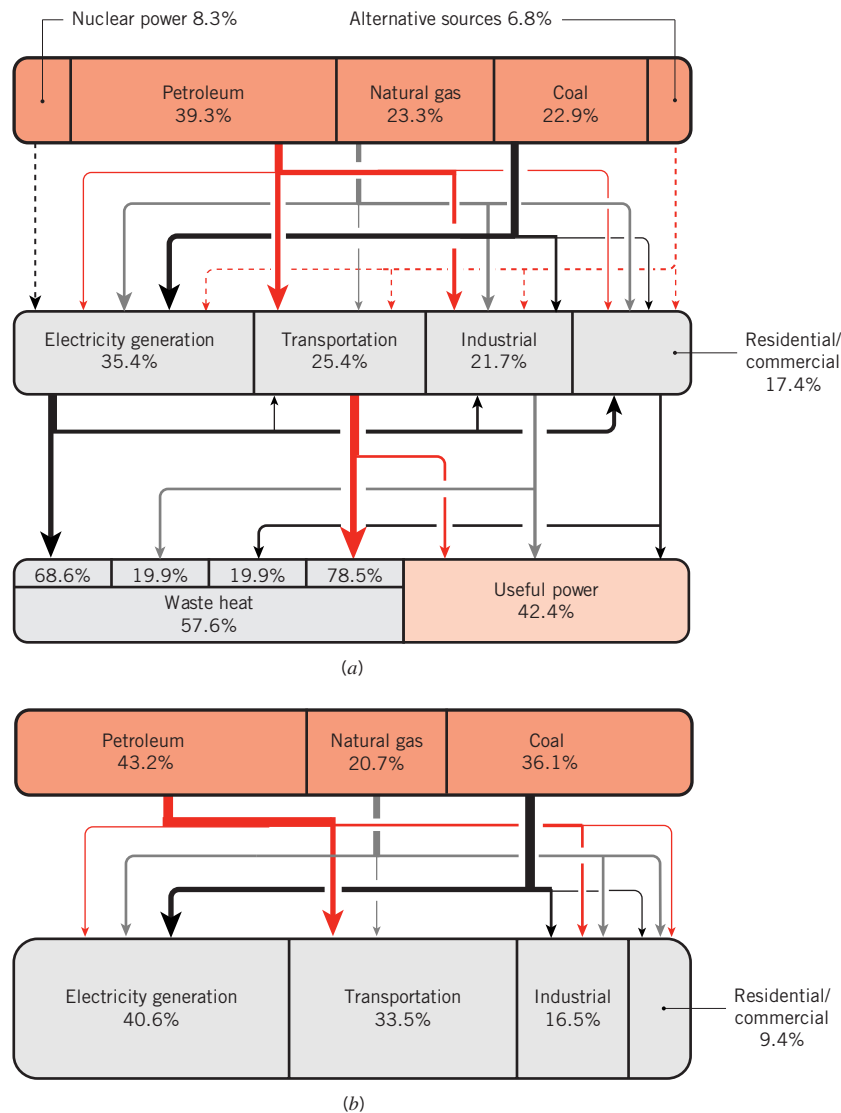 Nuclear power 8.3%
Alternative sources 6.8%
Petroleum
39.3%
Natural gas
23.3%
Coal
22.9%
Electricity generation
35.4%
Transportation
25.4%
Industrial
21.7%
Residential/
commercial
17.4%
68.6%
19.9%
19.9%
78.5%
Waste heat
57.6%
Useful power
42.4%
(a)
Petroleum
43.2%
Natural gas
20.7%
Coal
36.1%
Electricity generation
40.6%
Transportation
33.5%
Industrial
16.5%
Residential/
commercial
9.4%
(b)